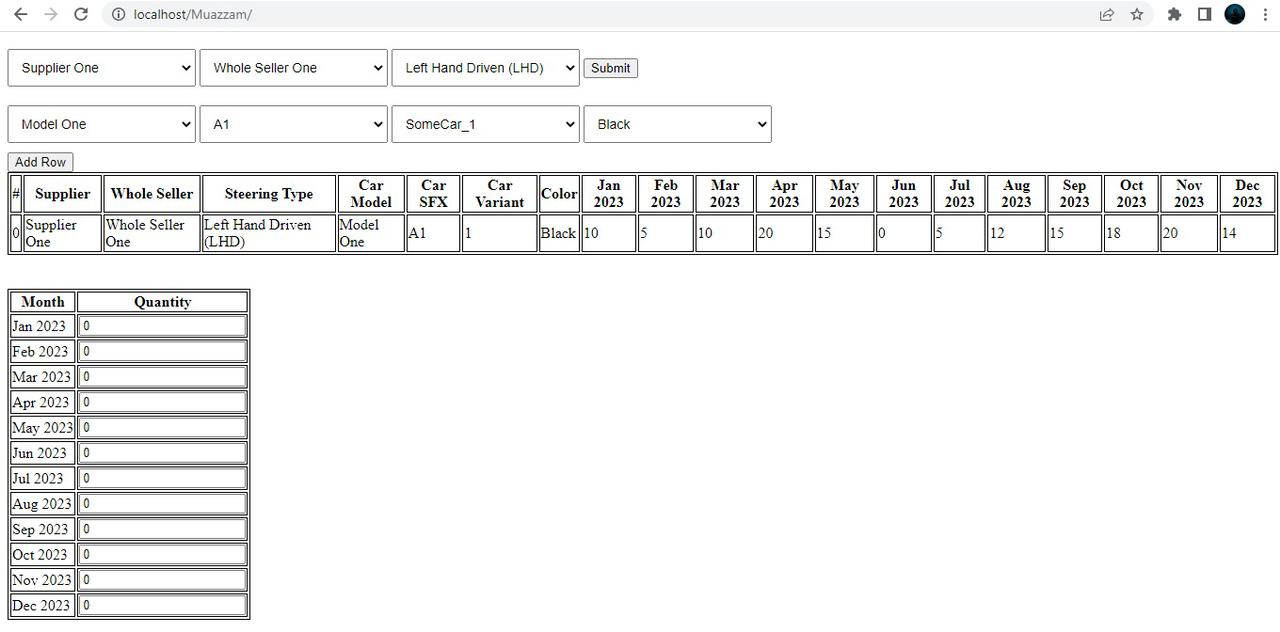 localhost/Muazzam/
Supplier One Whole Seller One Left Hand Driven (LHD) Submit
Model One A1 SomeCar_1 Black
Add Row
# Supplier Whole Seller Steering Type Car Model Car SFX Car Variant Color Jan 2023 Feb 2023 Mar 2023 Apr 2023 May 2023 Jun 2023 Jul 2023 Aug 2023 Sep 2023 Oct 2023 Nov 2023 Dec 2023
0 Supplier One Whole Seller One Left Hand Driven (LHD) Model One A1 1 Black 10 5 10 20 15 0 5 12 15 18 20 14
Month Quantity
Jan 2023 0
Feb 2023 0
Mar 2023 0
Apr 2023 0
May 2023 0
Jun 2023 0
Jul 2023 0
Aug 2023 0
Sep 2023 0
Oct 2023 0
Nov 2023 0
Dec 2023 0